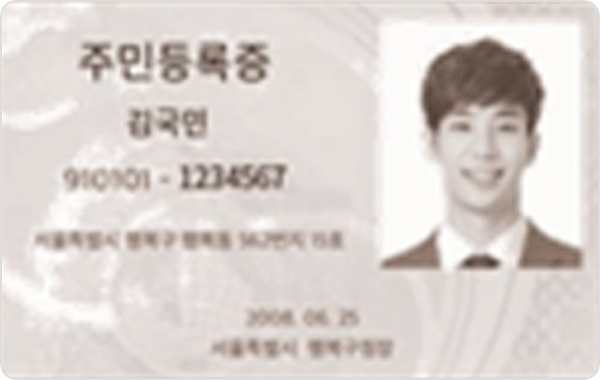 주민등록증
김국민
910101 - 1234567
서울특별시 행복구 행복동 562번지 15호
2008. 06. 25
서울특별시 행복구청장